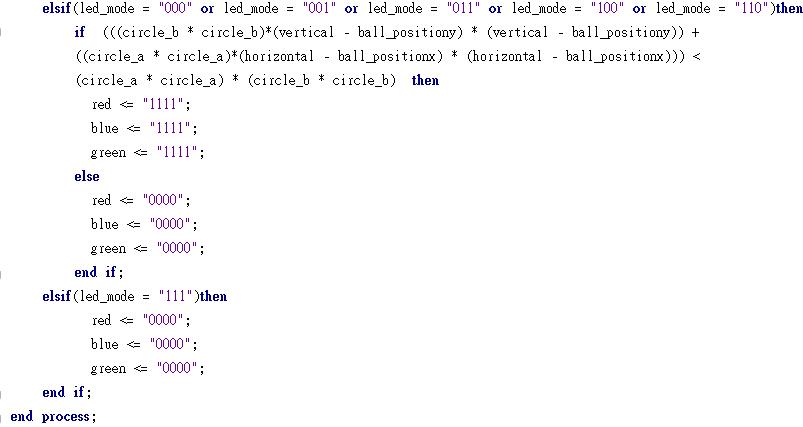 elsif(led_mode = "000" or led_mode = "001" or led_mode = "011" or led_mode = "100" or led_mode = "110")then
if (((circle_b * circle_b)*(vertical - ball_positiony) * (vertical - ball_positiony)) +
((circle_a * circle_a)*(horizontal - ball_positionx) * (horizontal - ball_positionx))) <
(circle_a * circle_a) * (circle_b * circle_b) then
red <= "1111";
blue <= "1111";
green <= "1111";
else
red <= "0000";
blue <= "0000";
green <= "0000";
end if;
elsif(led_mode = "111")then
red <= "0000";
blue <= "0000";
green <= "0000";
end if;
end process;